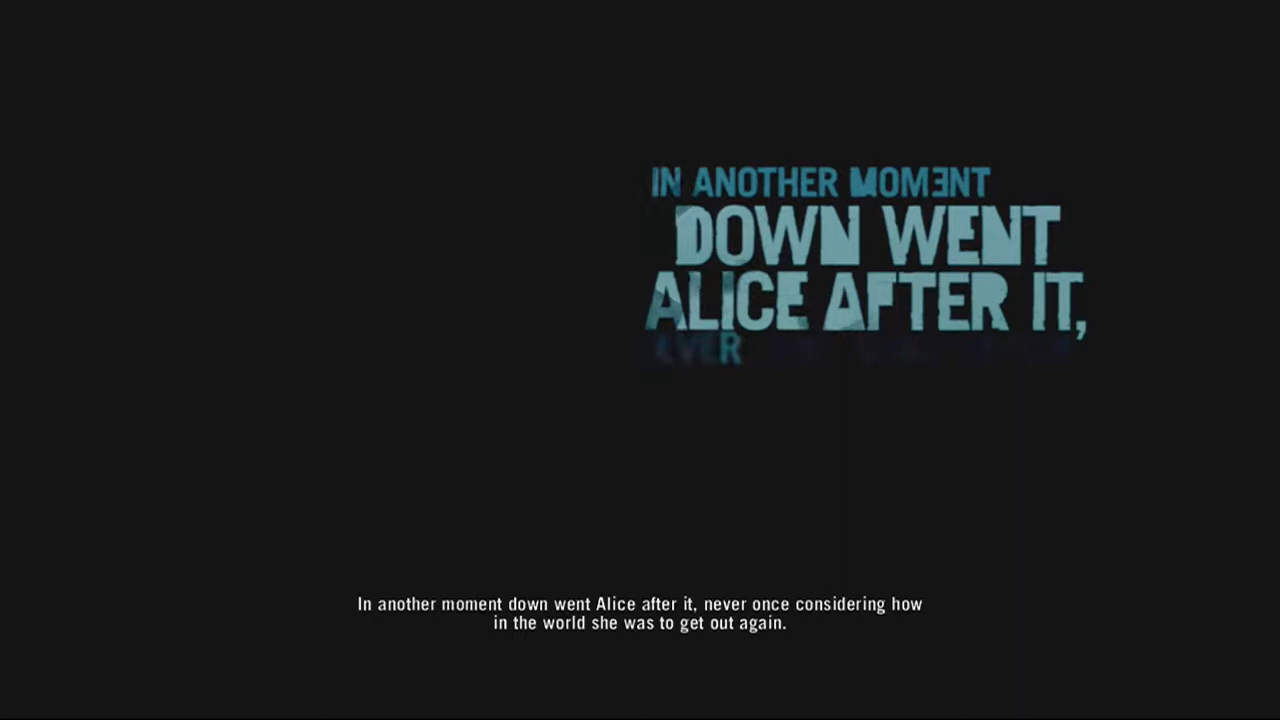 IN ANOTHER MOMENT
DOWN WENT
ALICE AFTER IT,
In another moment down went Alice after it, never once considering how
in the world she was to get out again.